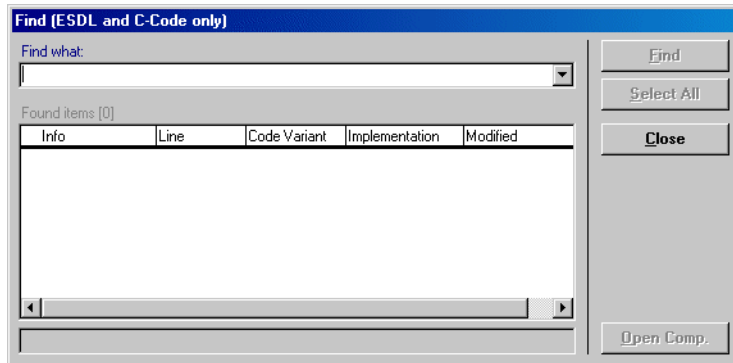 Find (ESDL and C-Code only)
Find what:
Find
Select All
Found items [0]
Info Line Code Variant Implementation Modified
Close
Open Comp.